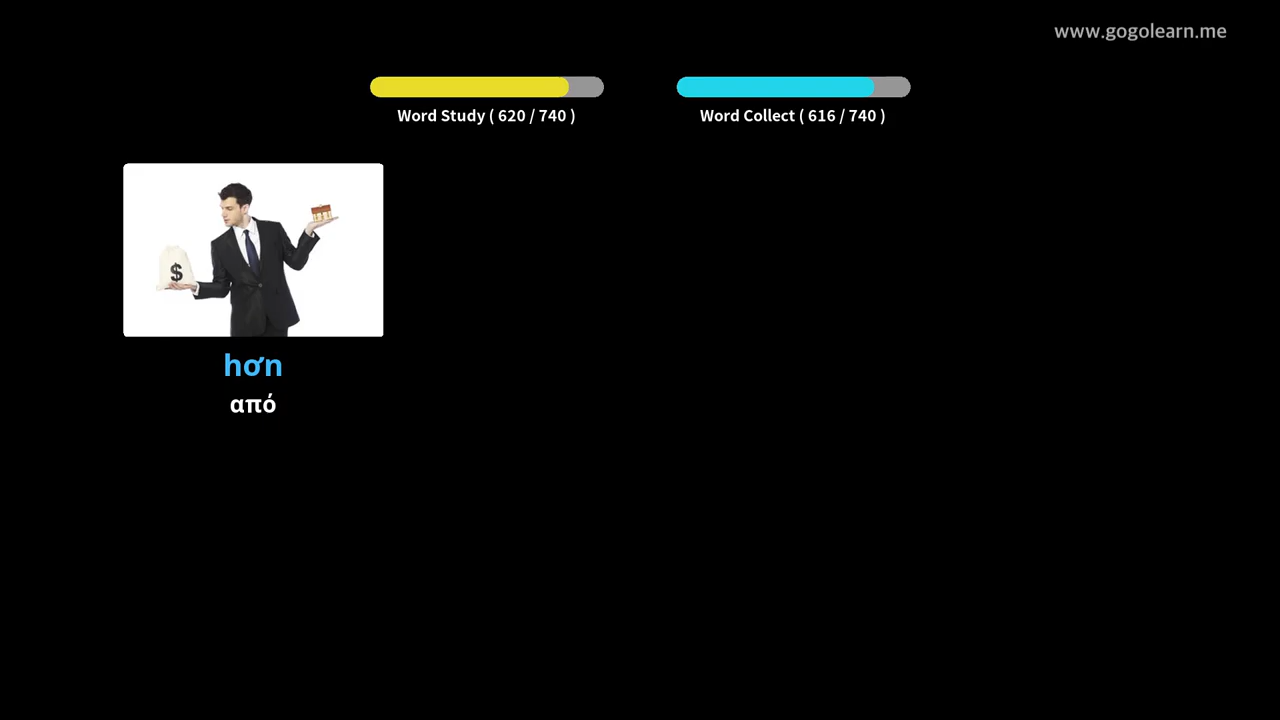 www.gogolearn.me
Word Study ( 620 / 740 )
Word Collect ( 616 / 740 )
$
hơn
από